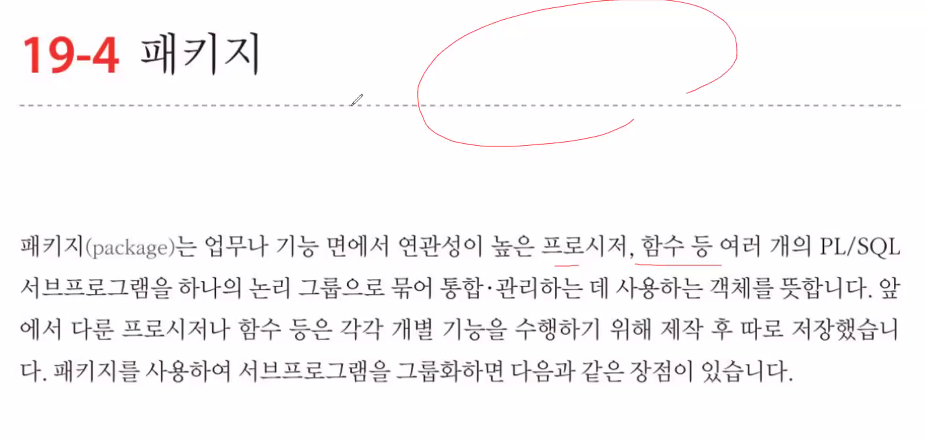 19-4 패키지
패키지(package)는 업무나 기능 면에서 연관성이 높은 프로시저, 함수 등 여러 개의 PL/SQL
서브프로그램을 하나의 논리 그룹으로 묶어 통합·관리하는 데 사용하는 객체를 뜻합니다. 앞
에서 다룬 프로시저나 함수 등은 각각 개별 기능을 수행하기 위해 제작 후 따로 저장했습니
다. 패키지를 사용하여 서브프로그램을 그룹화하면 다음과 같은 장점이 있습니다.